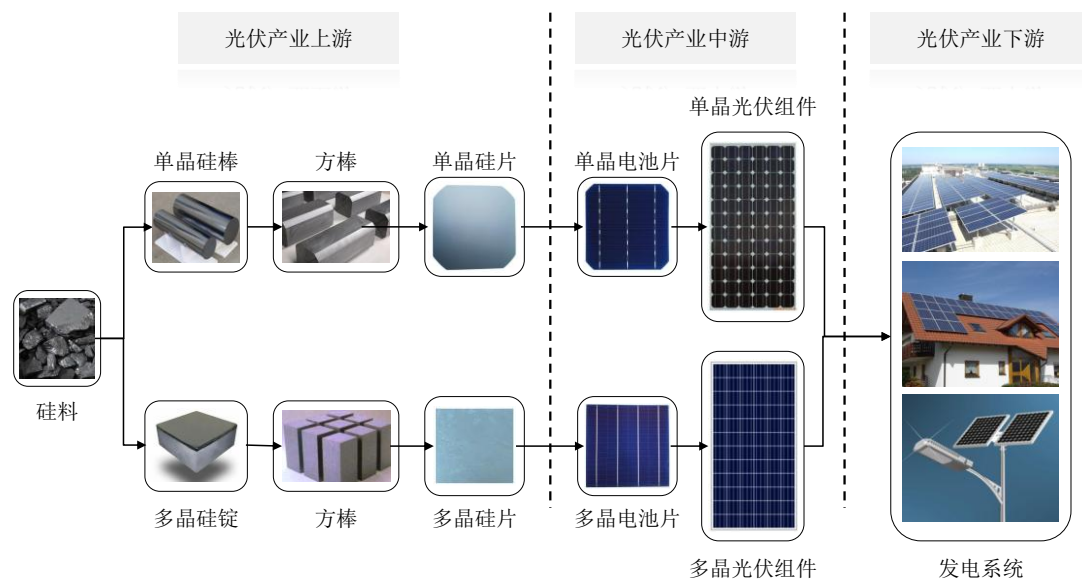 光伏产业上游
光伏产业中游
光伏产业下游
单晶光伏组件
单晶硅棒
方棒
单晶硅片
单晶电池片
硅料
多晶硅锭
方棒
多晶硅片
多晶电池片
多晶光伏组件
发电系统